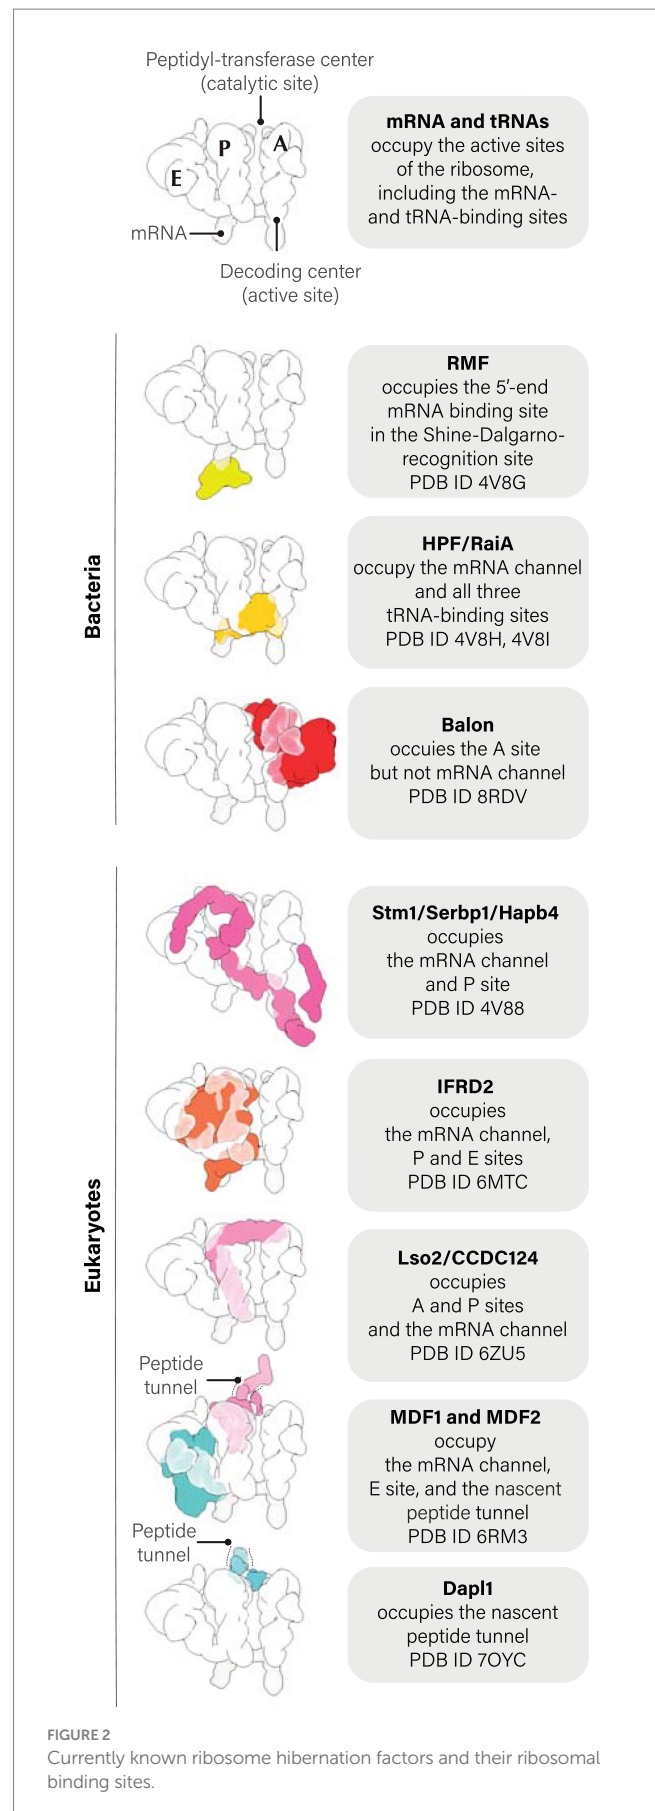 Peptidyl-transferase center
(catalytic site)
P
A
E
mRNA
Decoding center
(active site)
mRNA and tRNAs
occupy the active sites
of the ribosome,
including the mRNA-
and tRNA-binding sites
Bacteria
RMF
occupies the 5’-end
mRNA binding site
in the Shine-Dalgarno-
recognition site
PDB ID 4V8G
HPF/RaiA
occupy the mRNA channel
and all three
tRNA-binding sites
PDB ID 4V8H, 4V8I
Balon
occuies the A site
but not mRNA channel
PDB ID 8RDV
Eukaryotes
Stm1/Serbp1/Hapb4
occupies
the mRNA channel
and P site
PDB ID 4V88
IFRD2
occupies
the mRNA channel,
P and E sites
PDB ID 6MTC
Lso2/CCDC124
occupies
A and P sites
and the mRNA channel
PDB ID 6ZU5
Peptide
tunnel
MDF1 and MDF2
occupy
the mRNA channel,
E site, and the nascent
peptide tunnel
PDB ID 6RM3
Peptide
tunnel
Dapl1
occupies the nascent
peptide tunnel
PDB ID 7OYC
FIGURE 2
Currently known ribosome hibernation factors and their ribosomal
binding sites.